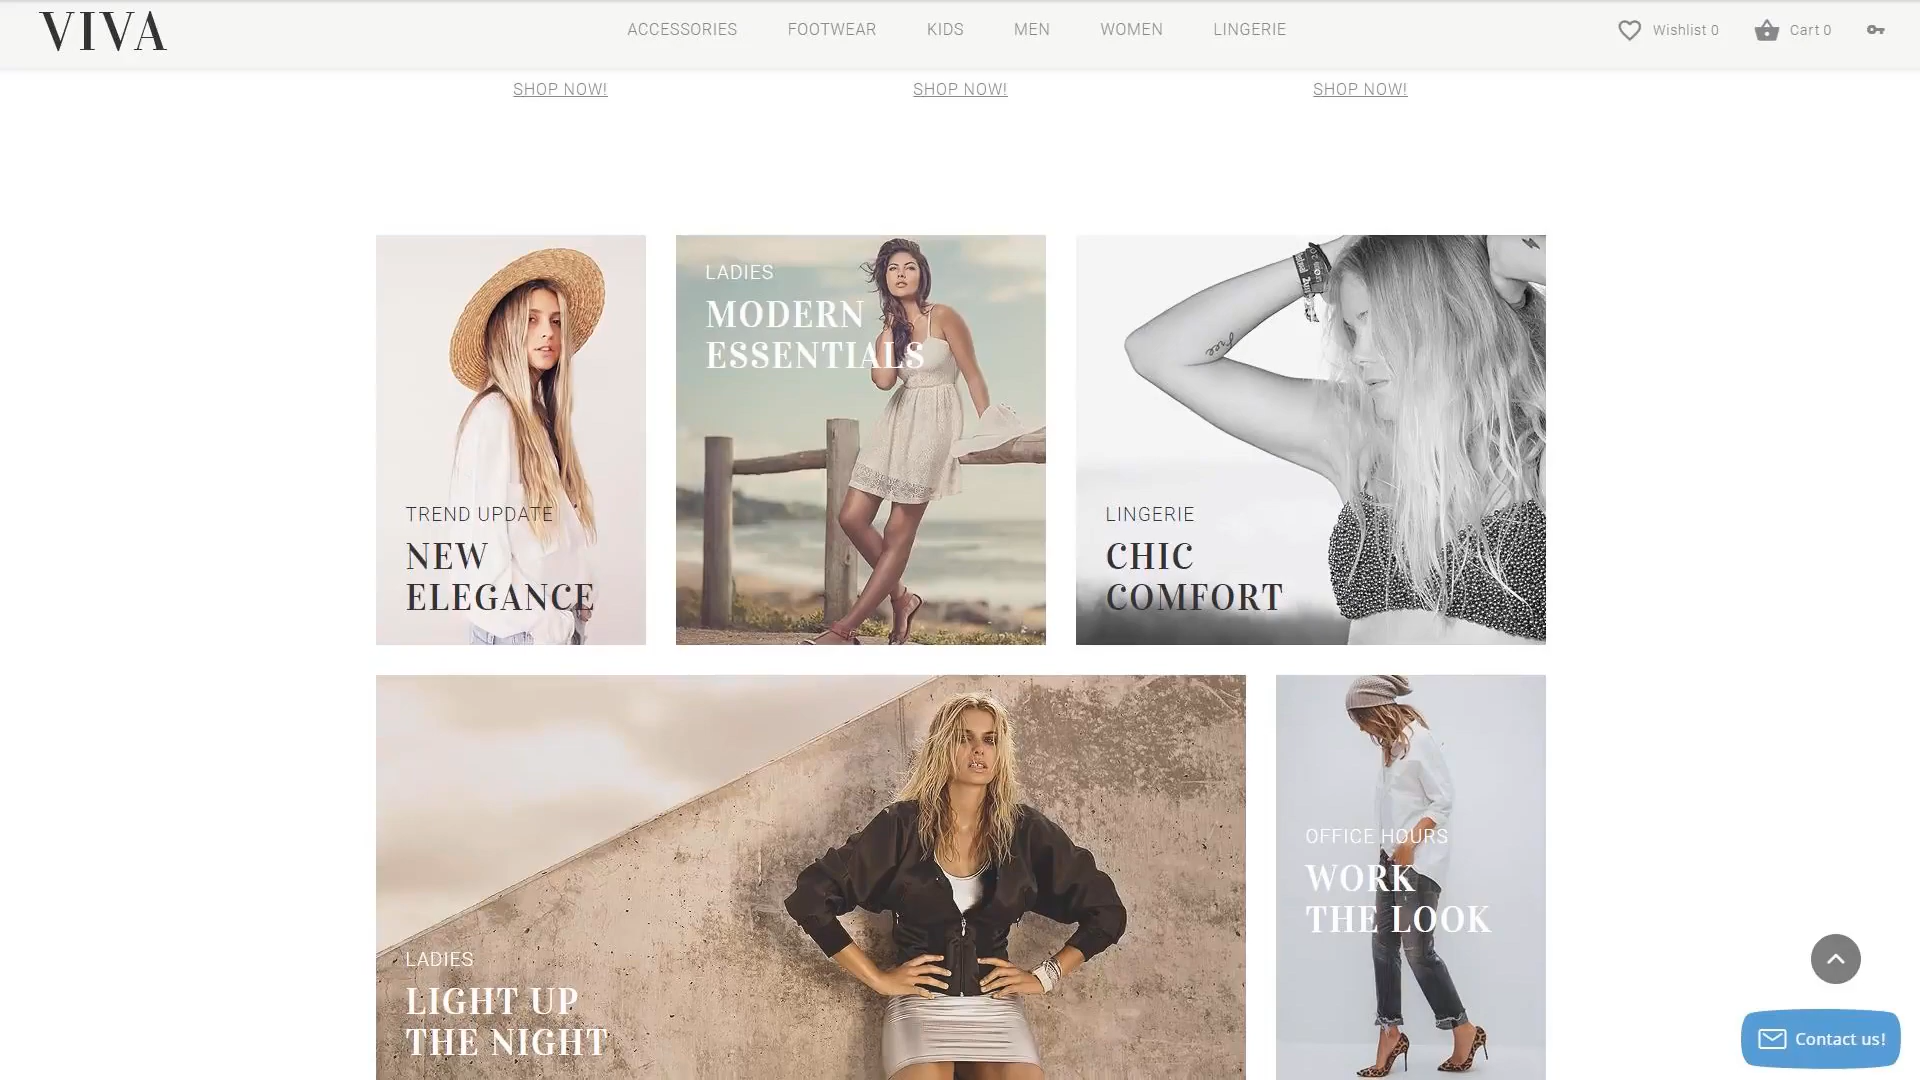 VIVA
ACCESSORIES FOOTWEAR KIDS MEN WOMEN LINGERIE
Wishlist 0 Cart 0
SHOP NOW! SHOP NOW! SHOP NOW!
TREND UPDATE
NEW
ELEGANCE
LADIES
MODERN
ESSENTIALS
free
LINGERIE
CHIC
COMFORT
LADIES
LIGHT UP
THE NIGHT
OFFICE HOURS
WORK
THE LOOK
Contact us!